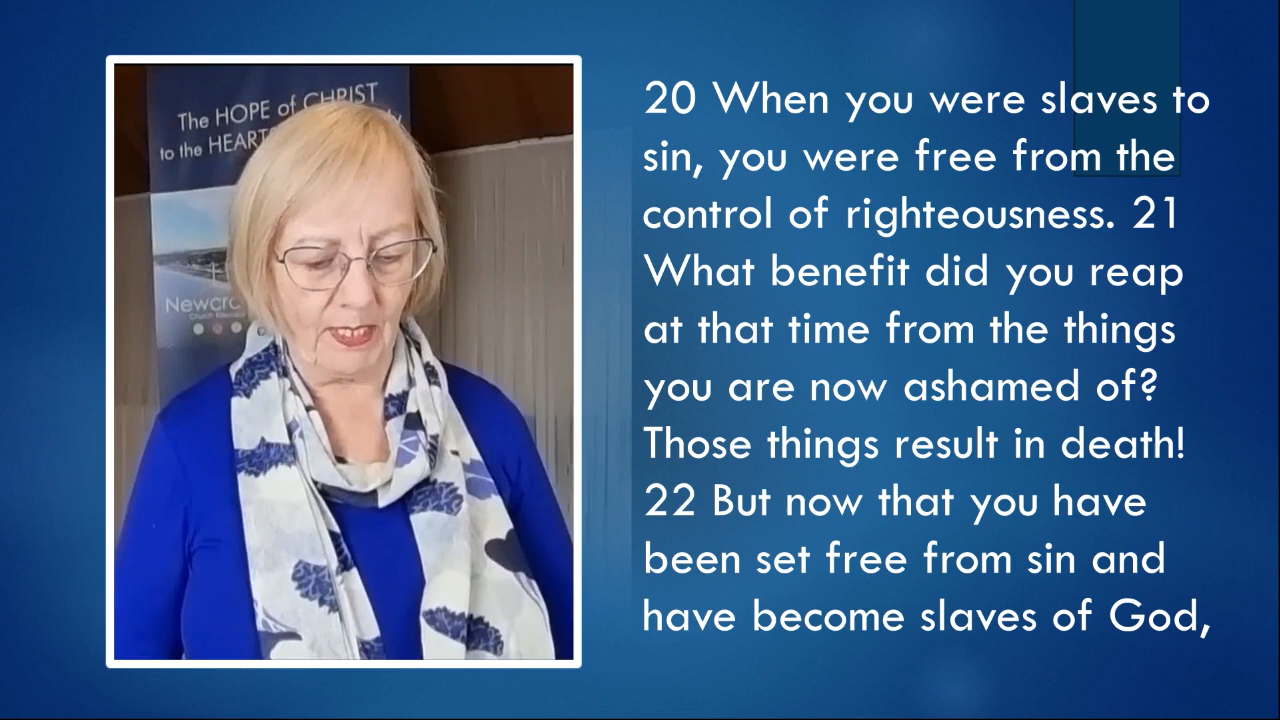 The HOPE of CHRIST
to the HEART
Newcr
20 When you were slaves to
sin, you were free from the
control of righteousness. 21
What benefit did you reap
at that time from the things
you are now ashamed of?
Those things result in death!
22 But now that you have
been set free from sin and
have become slaves of God,